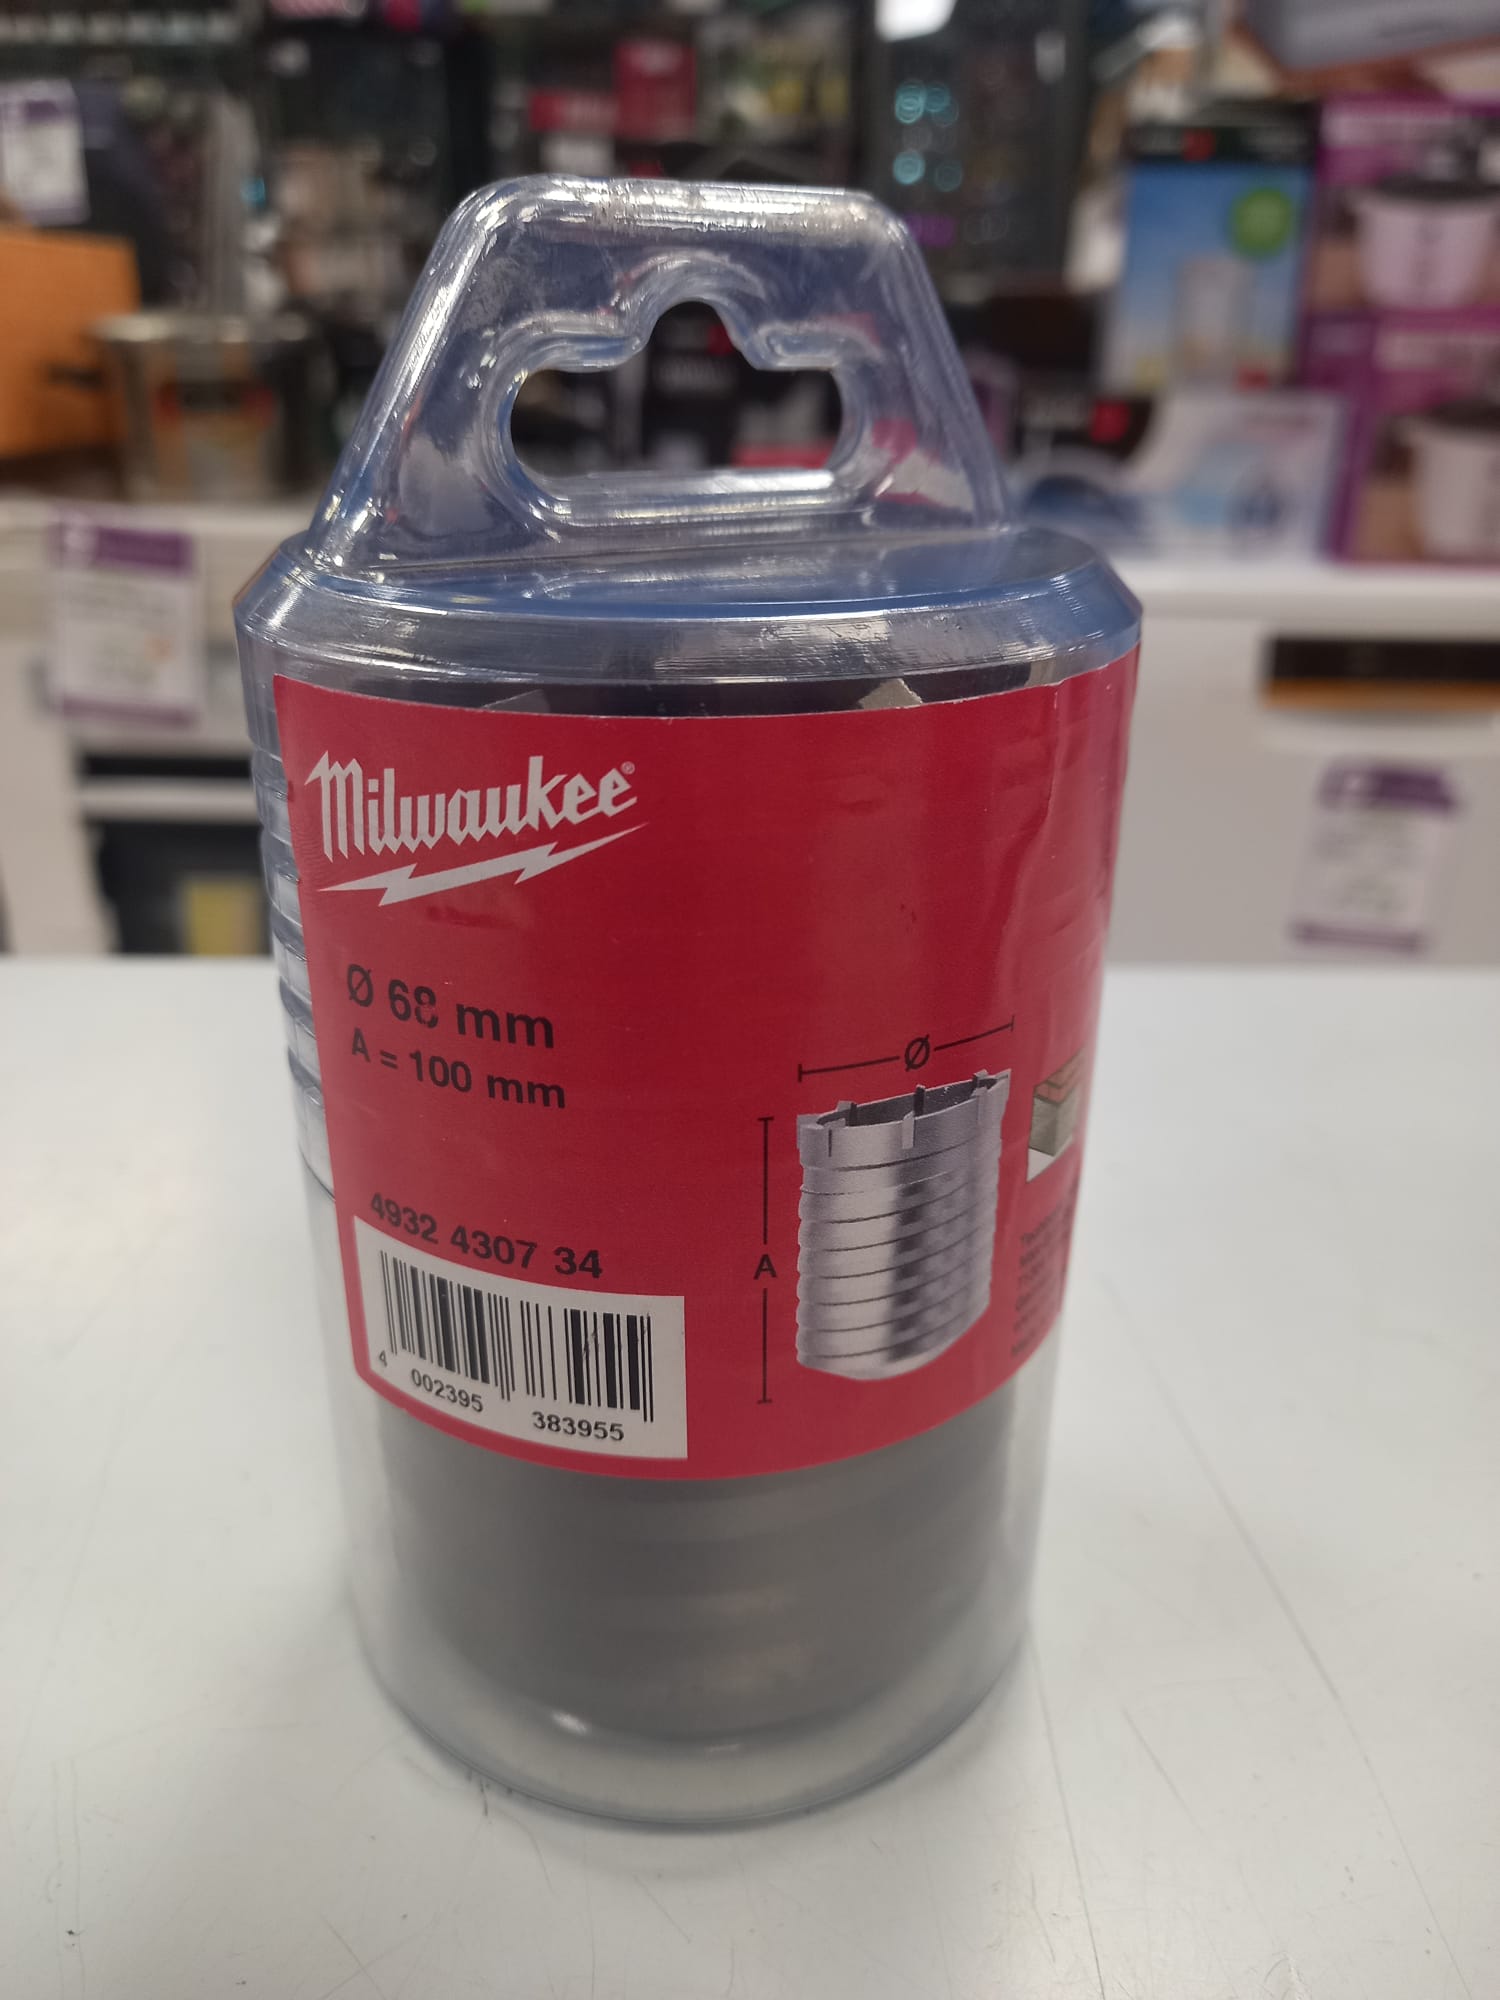 Milwaukee®
Ø 68 mm
A = 100 mm
4932 4307 34
4 002395 383955
Ø
A